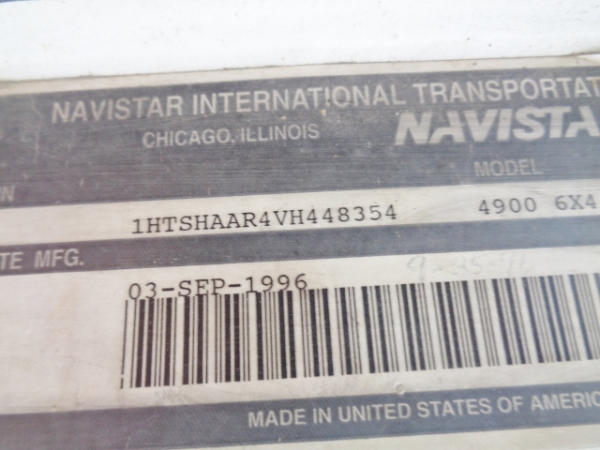 NAVISTAR INTERNATIONAL TRANSPORTAT
CHICAGO, ILLINOIS NAVISTA
N MODEL
1HTSHAAR4VH448354 4900 6X4
TE MFG.
03-SEP-1996
MADE IN UNITED STATES OF AMERIC